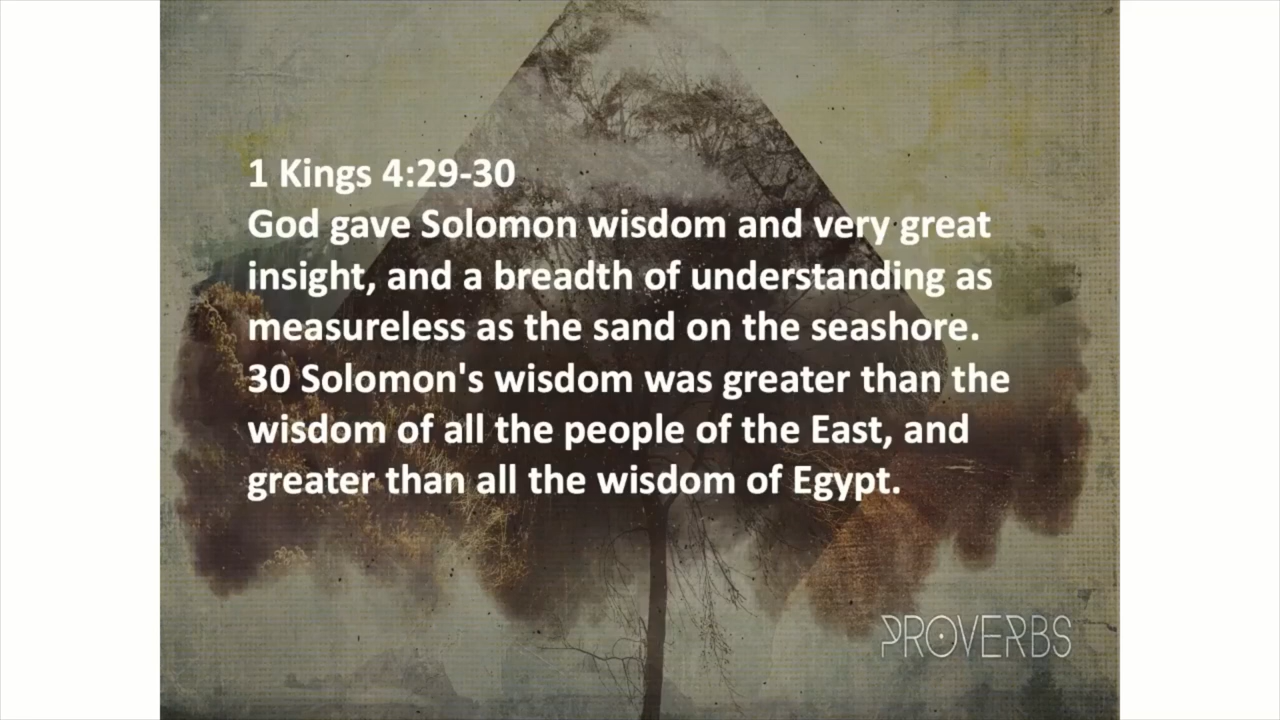 1 Kings 4:29-30
God gave Solomon wisdom and very great
insight, and a breadth of understanding as
measureless as the sand on the seashore.
30 Solomon's wisdom was greater than the
wisdom of all the people of the East, and
greater than all the wisdom of Egypt.
PROVERBS